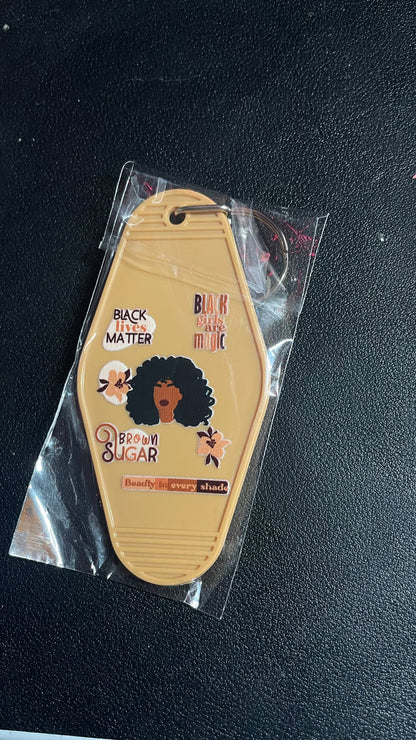 BLACK
lives
MATTER
BLACK
girls
are
magic
BROWN
SUGAR
Beauty in every shade